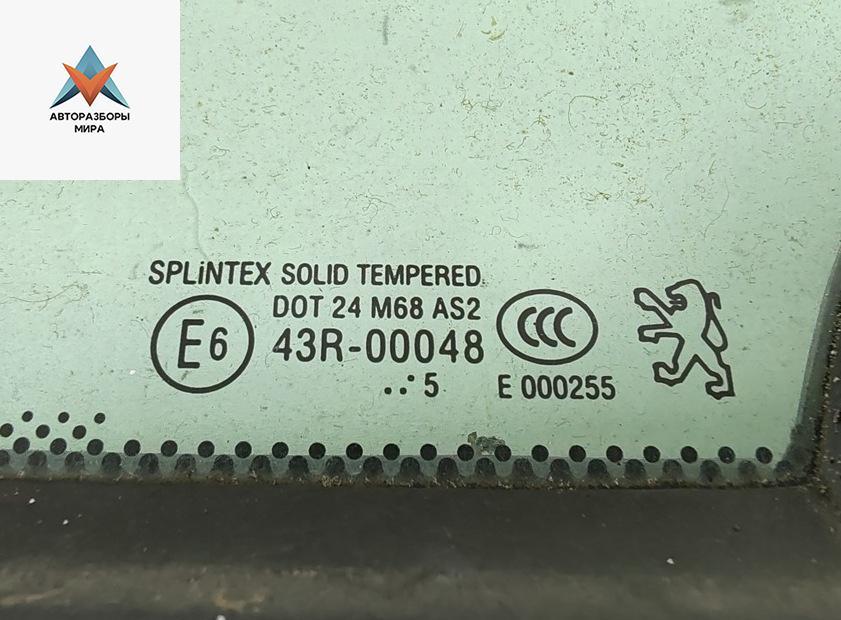 АВТОРАЗБОРЫ
МИРА
SPLiNTEX SOLID TEMPERED
DOT 24 M68 AS2
E6
43R-00048
CCC
..·5
E 000255